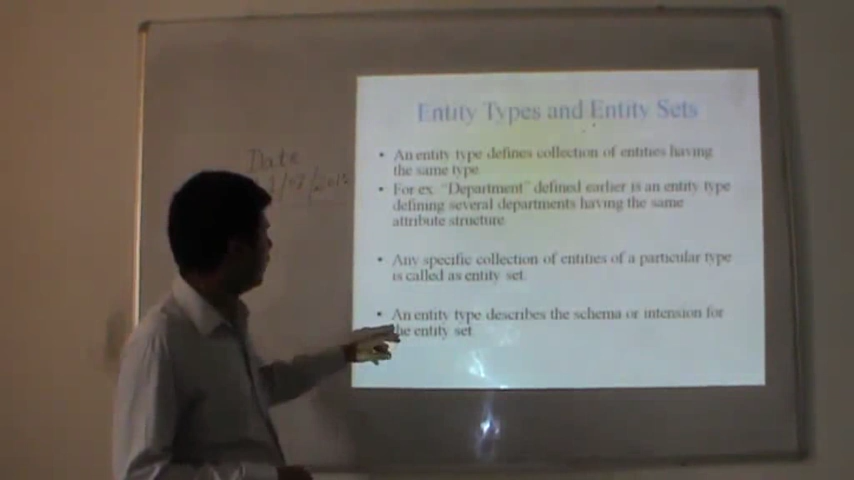 Entity Types and Entity Sets
Date
/07/201
• An entity type defines collection of entities having
the same type
• For ex. "Department" defined earlier is an entity type
defining several departments having the same
attribute structure
• Any specific collection of entities of a particular type
is called as entity set.
• An entity type describes the schema or intension for
the entity set